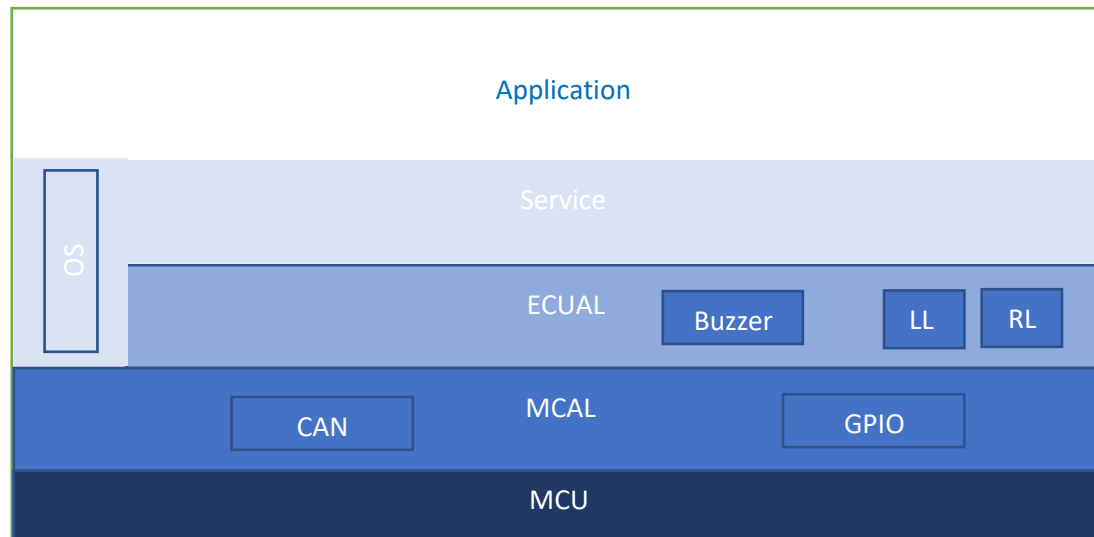 Application
Service
OS
ECUAL
Buzzer
LL
RL
MCAL
CAN
GPIO
MCU